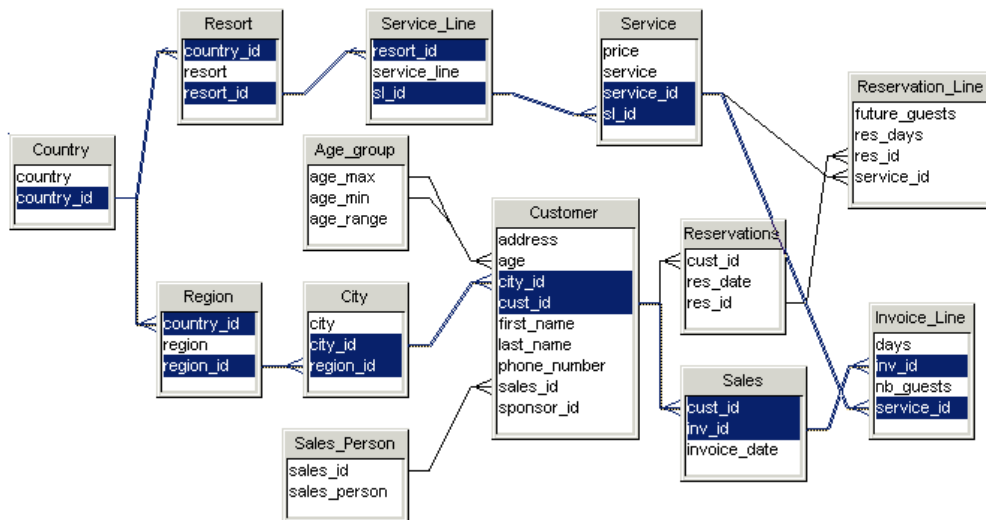 Resort
country_id
resort
resort_id
Service_Line
resort_id
service_line
sl_id
Service
price
service
service_id
sl_id
Reservation_Line
future_guests
res_days
res_id
service_id
Country
country
country_id
Age_group
age_max
age_min
age_range
Customer
address
age
city_id
cust_id
first_name
last_name
phone_number
sales_id
sponsor_id
Reservations
cust_id
res_date
res_id
Region
country_id
region
region_id
City
city
city_id
region_id
Invoice_Line
days
inv_id
nb_guests
service_id
Sales
cust_id
inv_id
invoice_date
Sales_Person
sales_id
sales_person